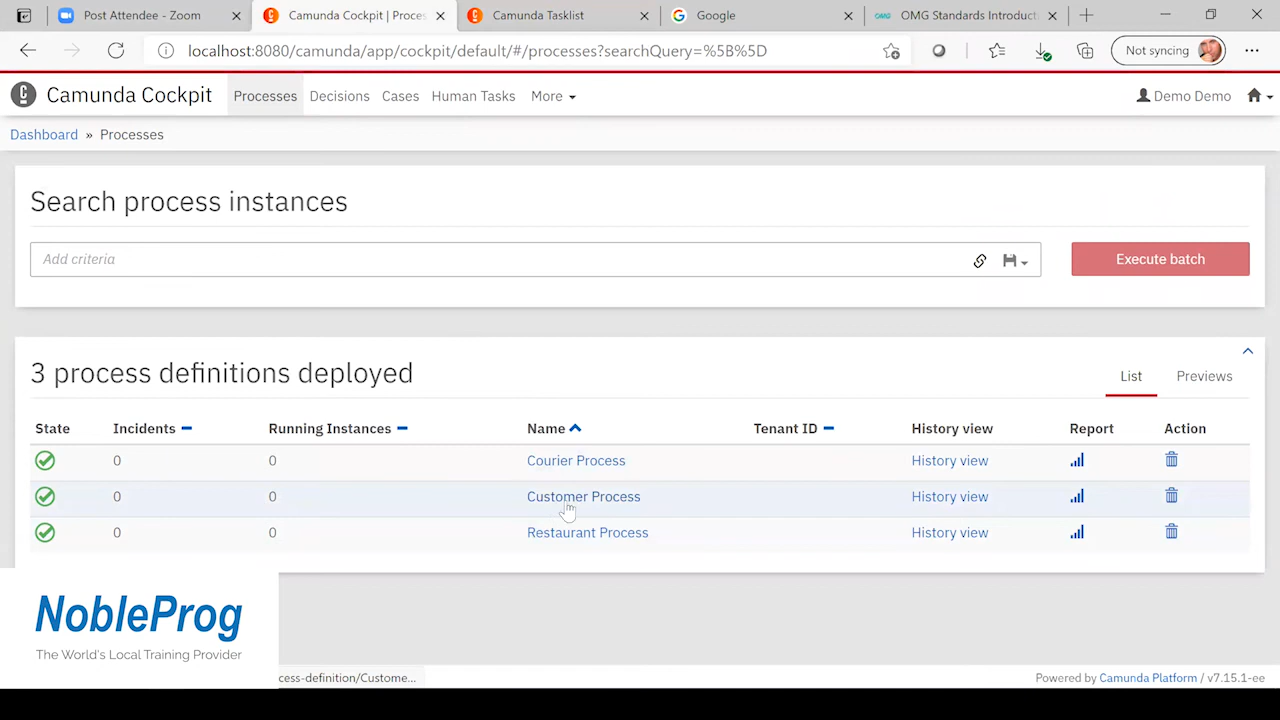 Post Attendee - Zoom
Camunda Cockpit | Proces
Camunda Tasklist
Google
OMG Standards Introduct
localhost:8080/camunda/app/cockpit/default/#/processes?searchQuery=%5B%5D
Not syncing
Camunda Cockpit
Processes
Decisions
Cases
Human Tasks
More
Demo Demo
Dashboard » Processes
Search process instances
Add criteria
Execute batch
3 process definitions deployed
List
Previews
State Incidents Running Instances Name Tenant ID History view Report Action
0 0 Courier Process History view
0 0 Customer Process History view
0 0 Restaurant Process History view
NobleProg
The World's Local Training Provider
cess-definition/Custome...
Powered by Camunda Platform / v7.15.1-ee